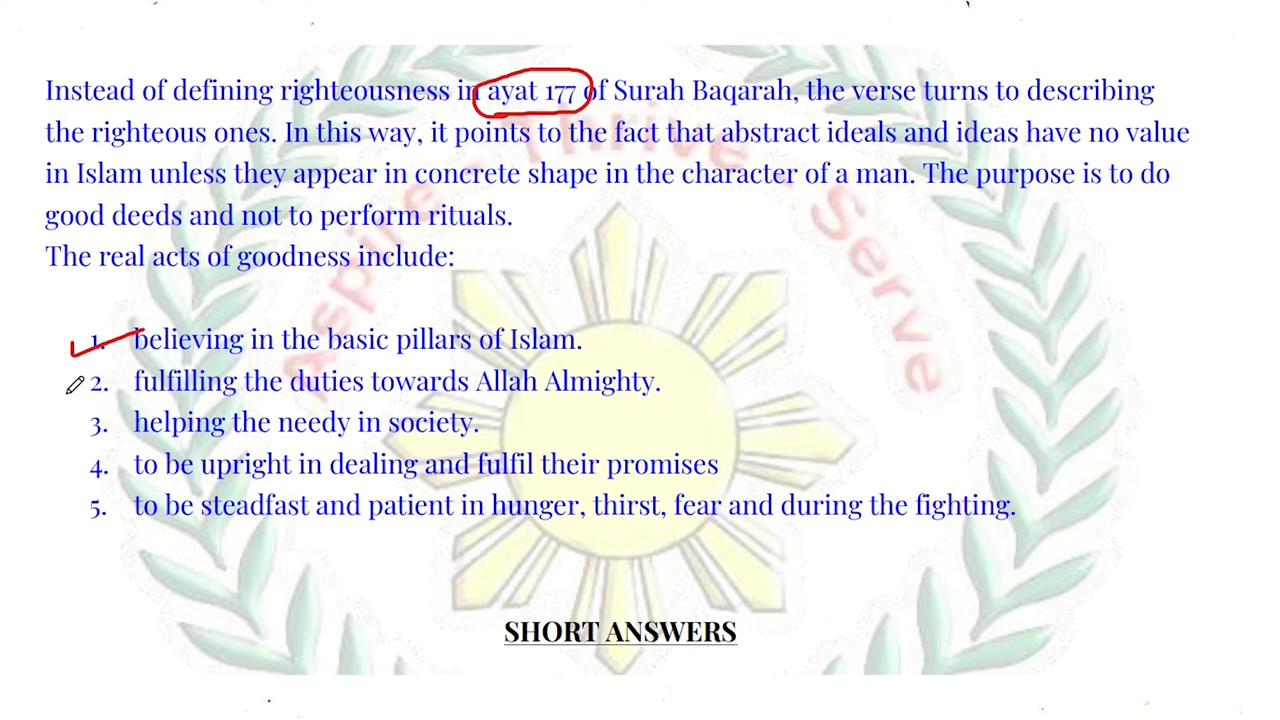 Instead of defining righteousness in ayat 177 of Surah Baqarah, the verse turns to describing
the righteous ones. In this way, it points to the fact that abstract ideals and ideas have no value
in Islam unless they appear in concrete shape in the character of a man. The purpose is to do
good deeds and not to perform rituals.
The real acts of goodness include:
1. believing in the basic pillars of Islam.
2. fulfilling the duties towards Allah Almighty.
3. helping the needy in society.
4. to be upright in dealing and fulfil their promises
5. to be steadfast and patient in hunger, thirst, fear and during the fighting.
SHORT ANSWERS
Aspire - Thrive - Serve